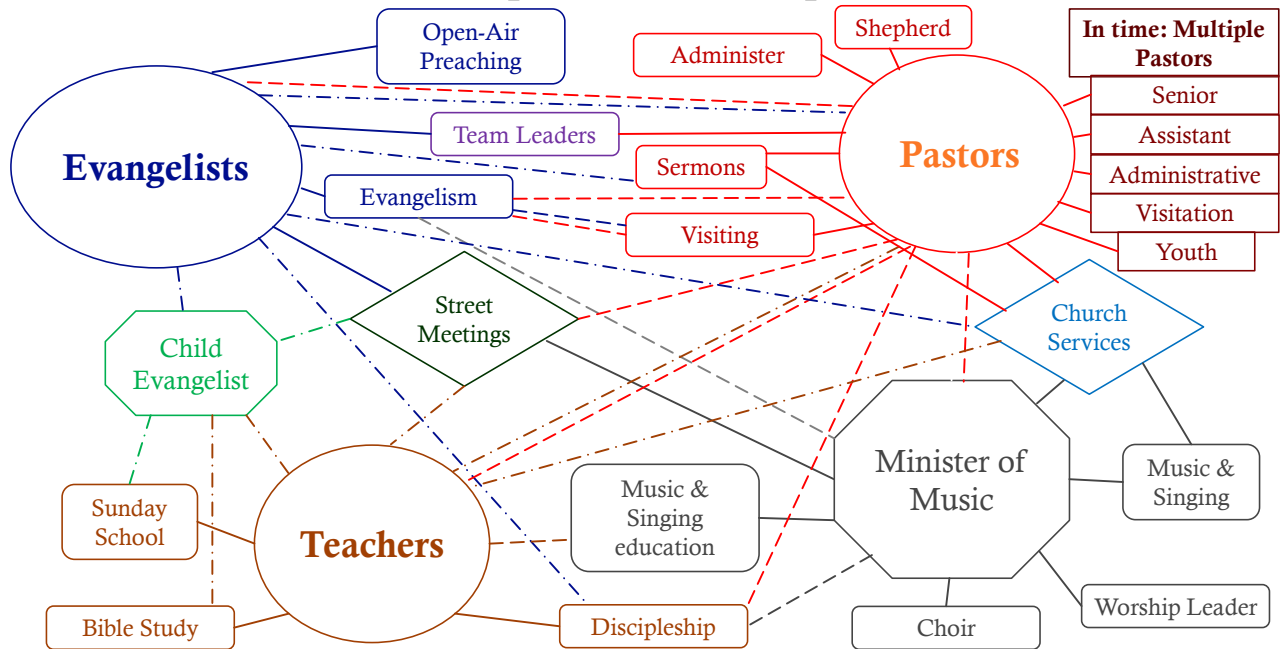 Open-Air
Preaching
Shepherd
Administer
In time: Multiple
Pastors
Senior
Assistant
Administrative
Visitation
Youth
Evangelists
Team Leaders
Pastors
Sermons
Evangelism
Visiting
Street
Meetings
Church
Services
Child
Evangelist
Minister of
Music
Music &
Singing
Music &
Singing
education
Sunday
School
Teachers
Bible Study
Discipleship
Choir
Worship Leader